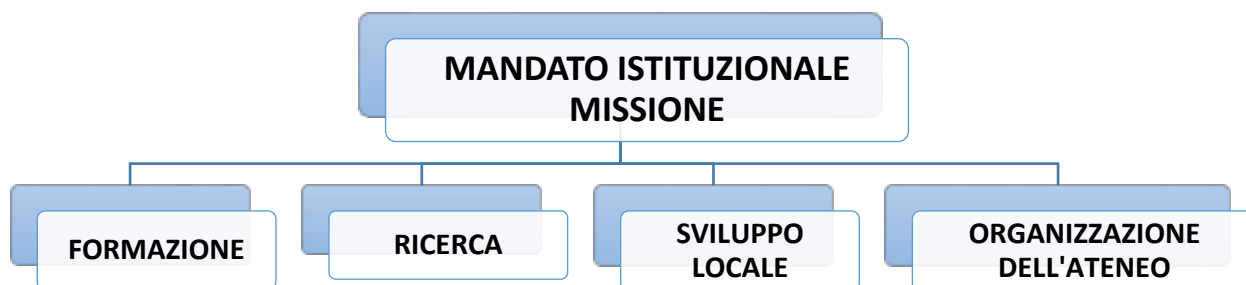 MANDATO ISTITUZIONALE
MISSIONE
FORMAZIONE
RICERCA
SVILUPPO
LOCALE
ORGANIZZAZIONE
DELL'ATENEO